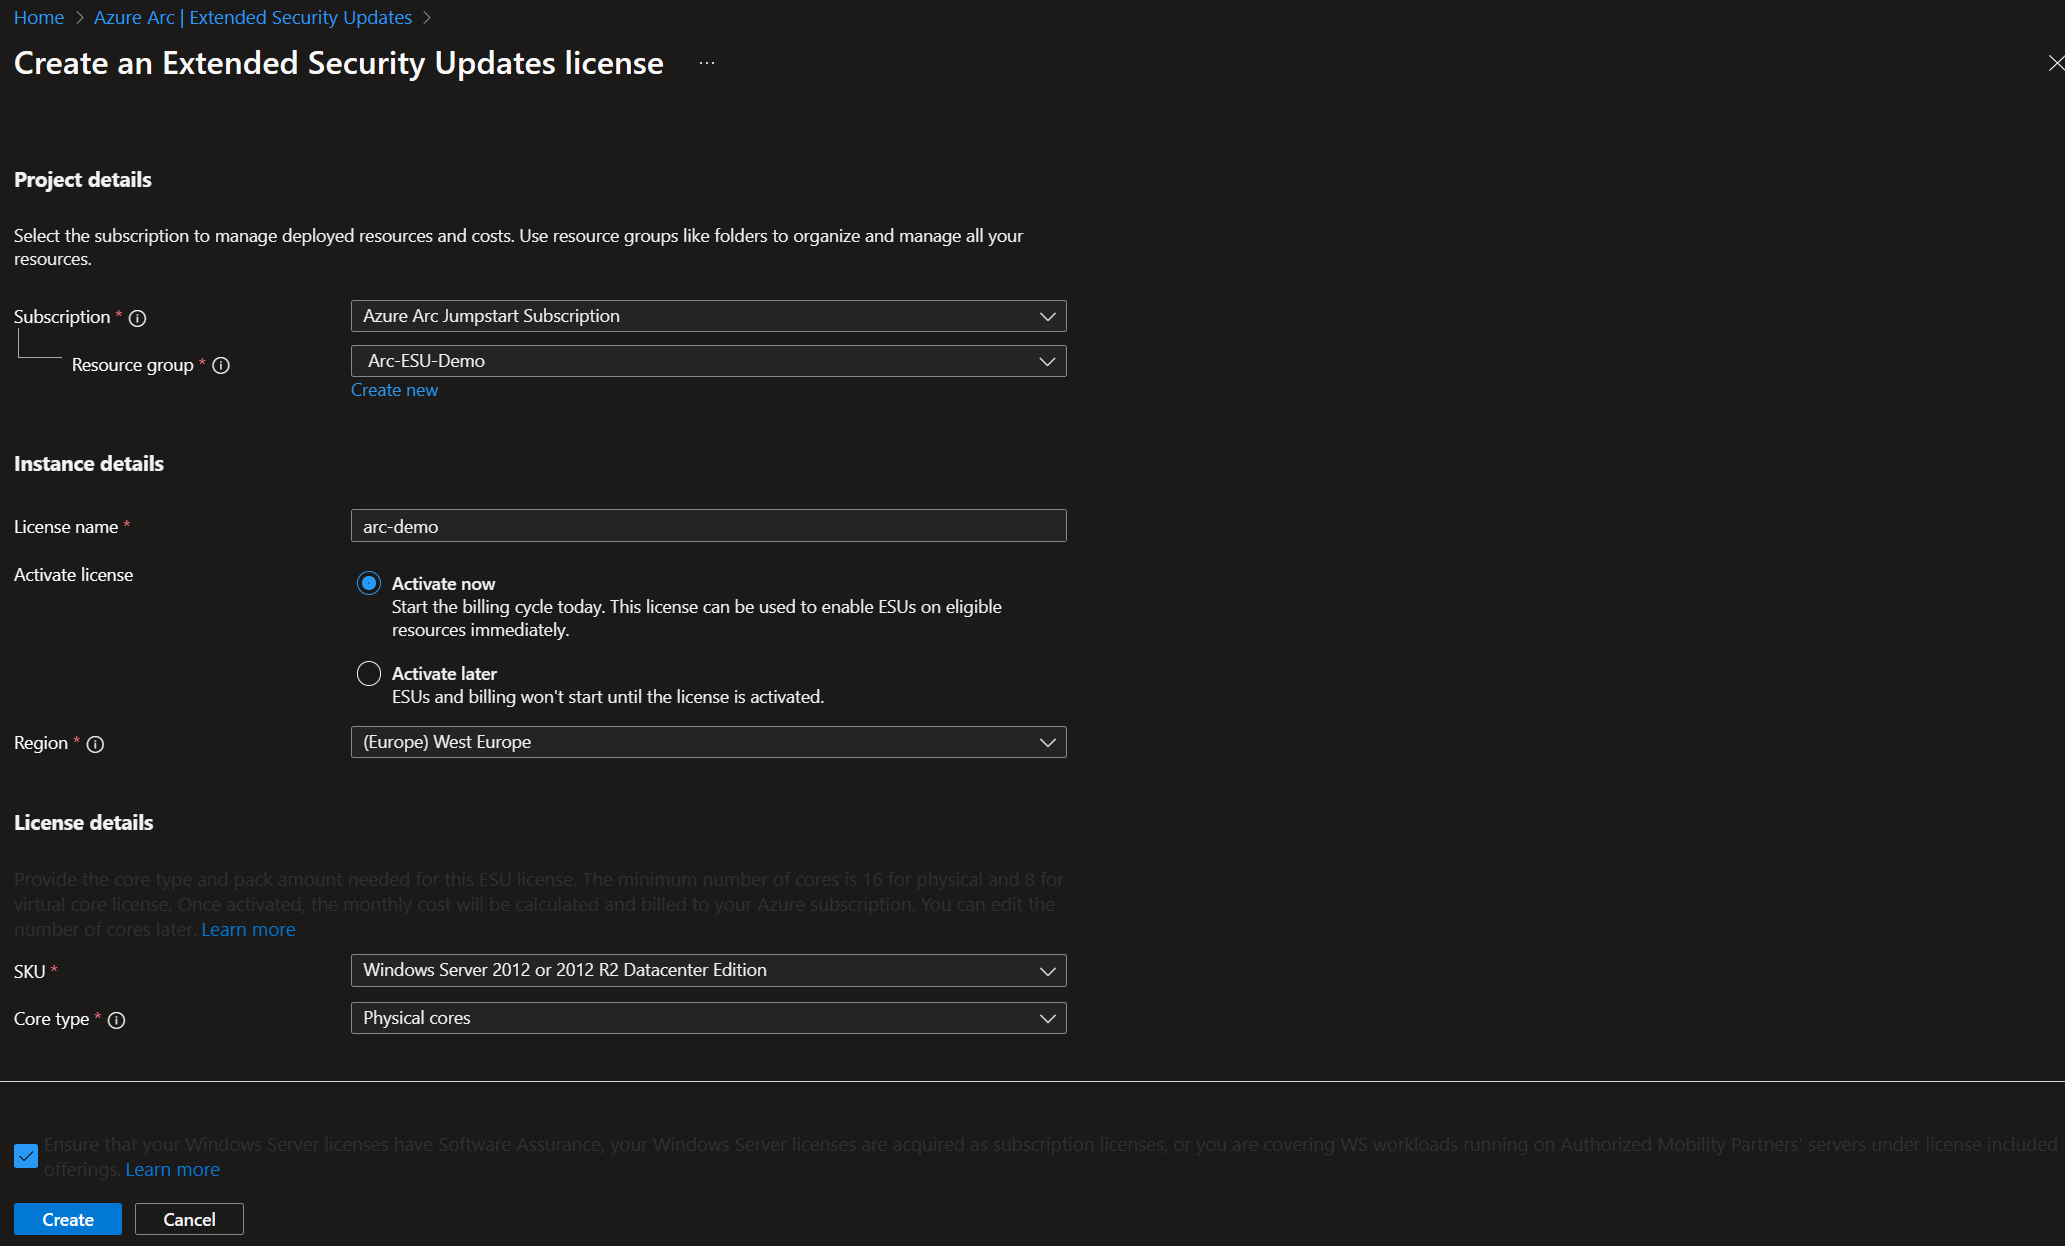 Home > Azure Arc | Extended Security Updates >
Create an Extended Security Updates license ...
Project details
Select the subscription to manage deployed resources and costs. Use resource groups like folders to organize and manage all your
resources.
Subscription * Azure Arc Jumpstart Subscription
Resource group * Arc-ESU-Demo
Create new
Instance details
License name * arc-demo
Activate license
Activate now
Start the billing cycle today. This license can be used to enable ESUs on eligible
resources immediately.
Activate later
ESUs and billing won't start until the license is activated.
Region * (Europe) West Europe
License details
Provide the core type and pack amount needed for this ESU license. The minimum number of cores is 16 for physical and 8 for
virtual core license. Once activated, the monthly cost will be calculated and billed to your Azure subscription. You can edit the
number of cores later. Learn more
SKU * Windows Server 2012 or 2012 R2 Datacenter Edition
Core type * Physical cores
Ensure that your Windows Server licenses have Software Assurance, your Windows Server licenses are acquired as subscription licenses, or you are covering WS workloads running on Authorized Mobility Partners' servers under license included
offerings. Learn more
Create Cancel